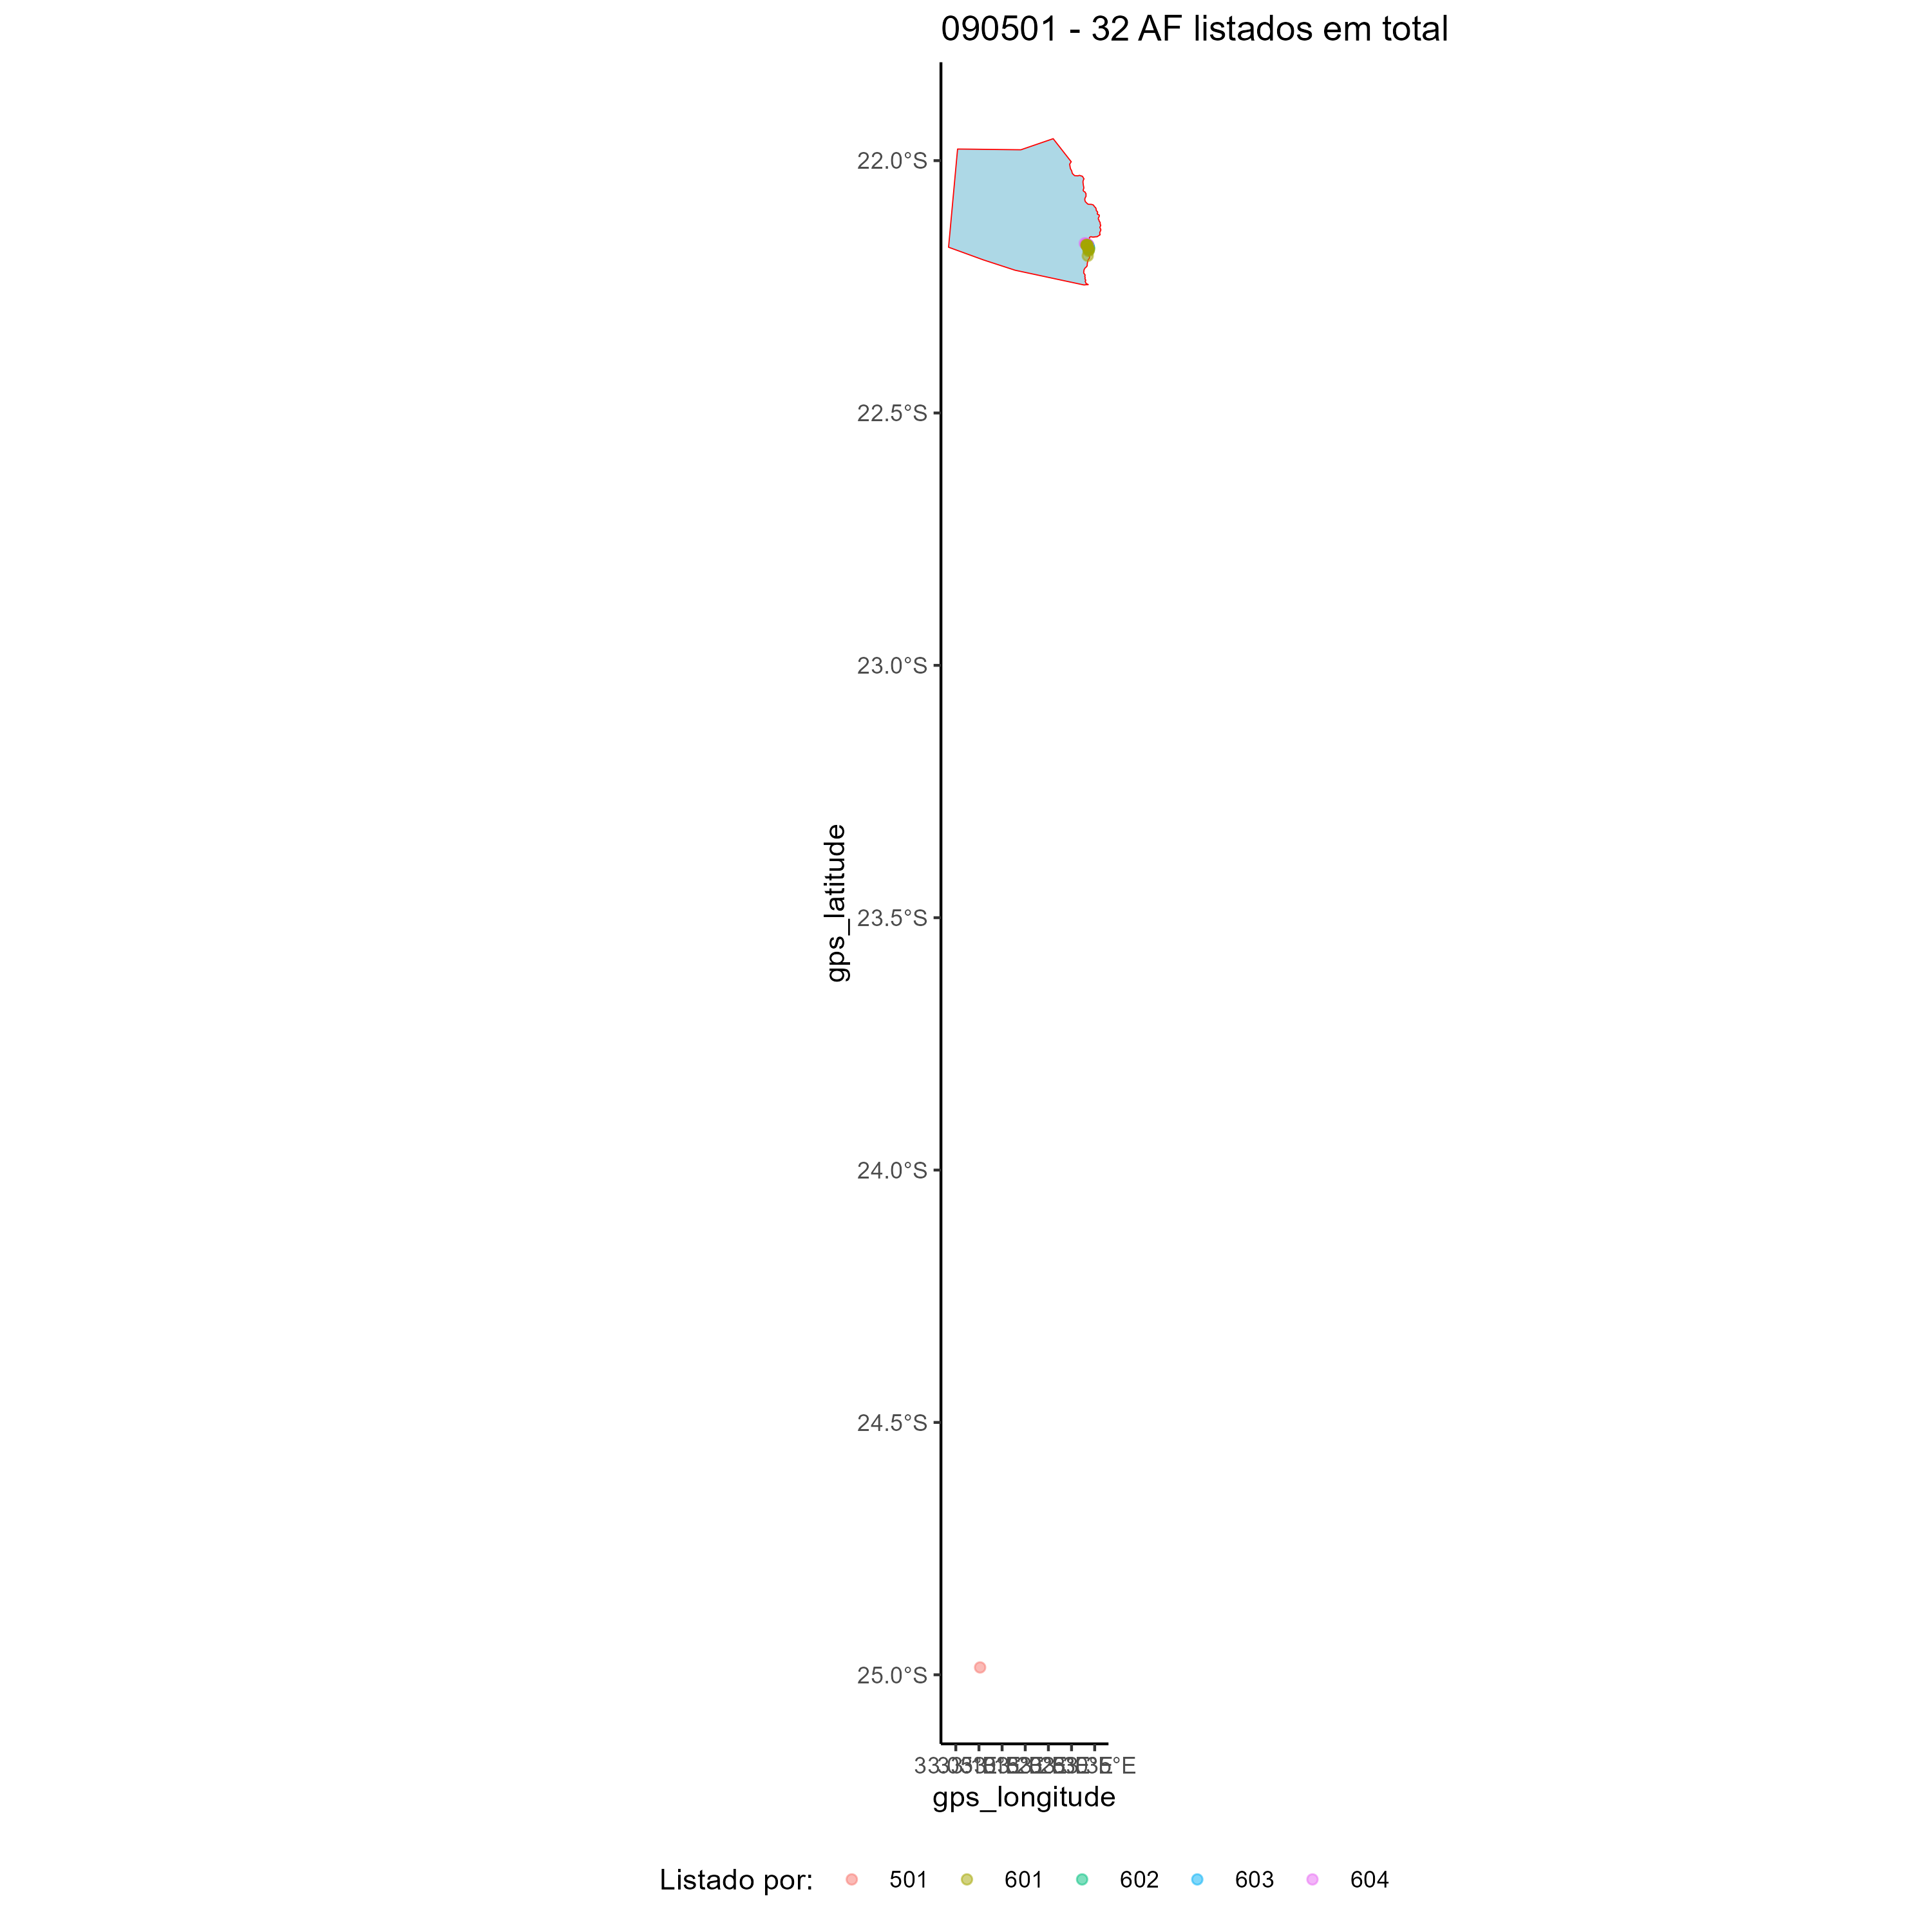 090501 - 32 AF listados em total
22.0°S
22.5°S
23.0°S
23.5°S
24.0°S
24.5°S
25.0°S
gps_latitude
gps_longitude
Listado por: 501 601 602 603 604